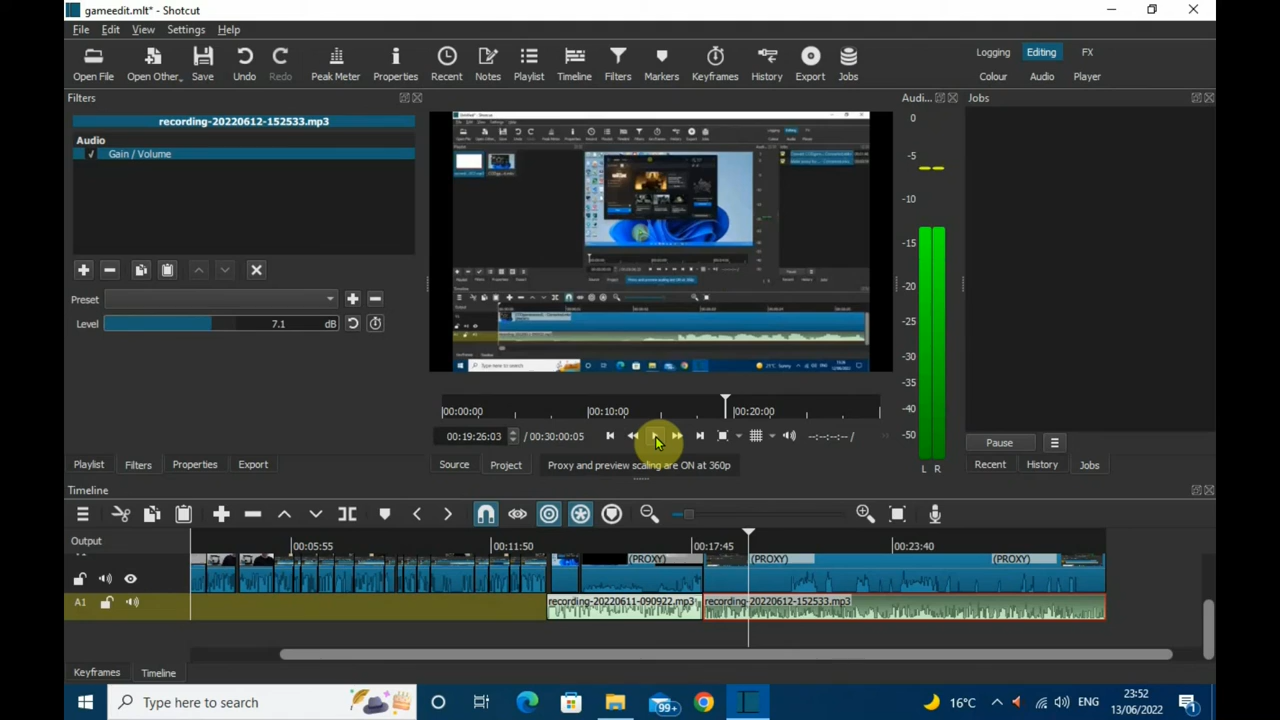 gameedit.mlt* - Shotcut
File Edit View Settings Help
Open File Open Other.. Save Undo Redo Peak Meter Properties Recent Notes Playlist Timeline Filters Markers Keyframes History Export Jobs
Logging Editing FX
Colour Audio Player
Filters
Audi...
Jobs
recording-20220612-152533.mp3
Audio
✓ Gain / Volume
Preset
Level 7.1 dB
0
-5
-10
-15
-20
-25
-30
-35
-40
-45
-50
L R
00:00:00 00:10:00 00:20:00
00:19:26:03 / 00:30:00:05
--:--:--:-- /
Pause
Playlist Filters Properties Export
Source Project Proxy and preview scaling are ON at 360p
Recent History Jobs
Timeline
Output
00:05:55 00:11:50 00:17:45 00:23:40
(PROXY) (PROXY) (PROXY)
A1
recording-20220611-090922.mp3 recording-20220612-152533.mp3
Keyframes Timeline
Type here to search
99+
16°C
ENG
23:52
13/06/2022
1